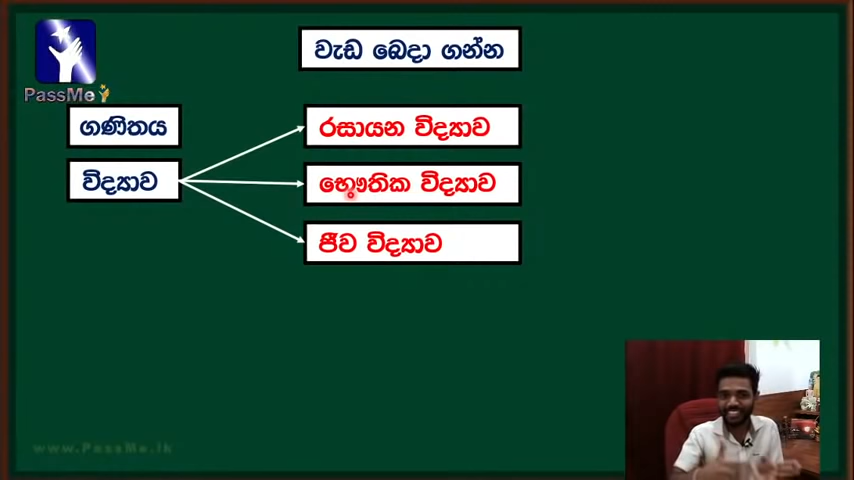 වැඩ බෙදා ගන්න
PassMe
ගණිතය
රසායන විද්‍යාව
විද්‍යාව
භෞතික විද්‍යාව
ජීව විද්‍යාව
www.PassMe.lk